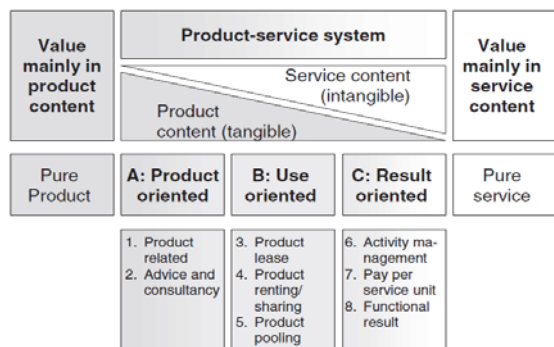 Value
mainly in
product
content
Product-service system
Service content
(intangible)
Product
content (tangible)
Value
mainly in
service
content
Pure
Product
A: Product
oriented
B: Use
oriented
C: Result
oriented
Pure
service
1. Product
related
2. Advice and
consultancy
3. Product
lease
4. Product
renting/
sharing
5. Product
pooling
6. Activity ma-
nagement
7. Pay per
service unit
8. Functional
result